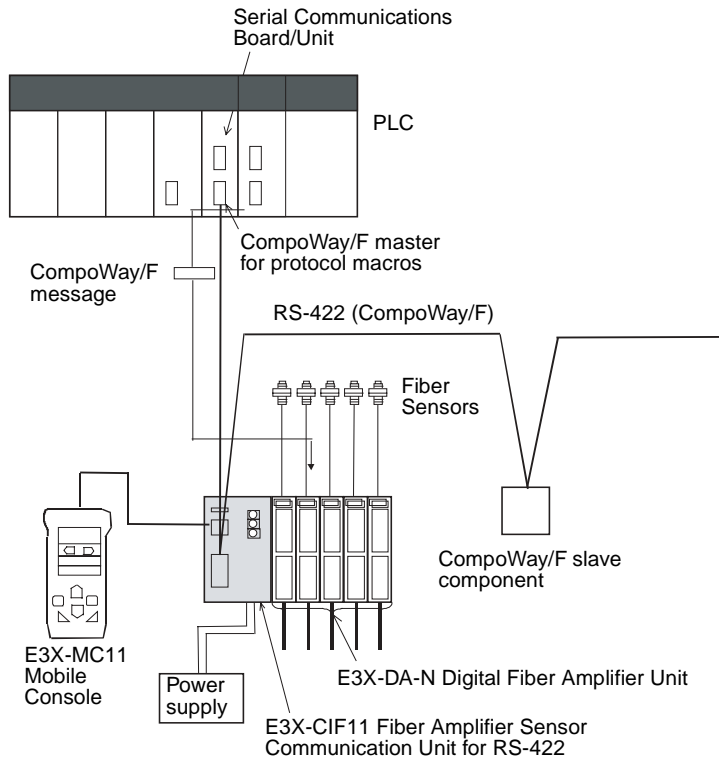 Serial Communications
Board/Unit
PLC
CompoWay/F master
for protocol macros
CompoWay/F
message
RS-422 (CompoWay/F)
Fiber
Sensors
CompoWay/F slave
component
E3X-MC11
Mobile
Console
Power
supply
E3X-DA-N Digital Fiber Amplifier Unit
E3X-CIF11 Fiber Amplifier Sensor
Communication Unit for RS-422